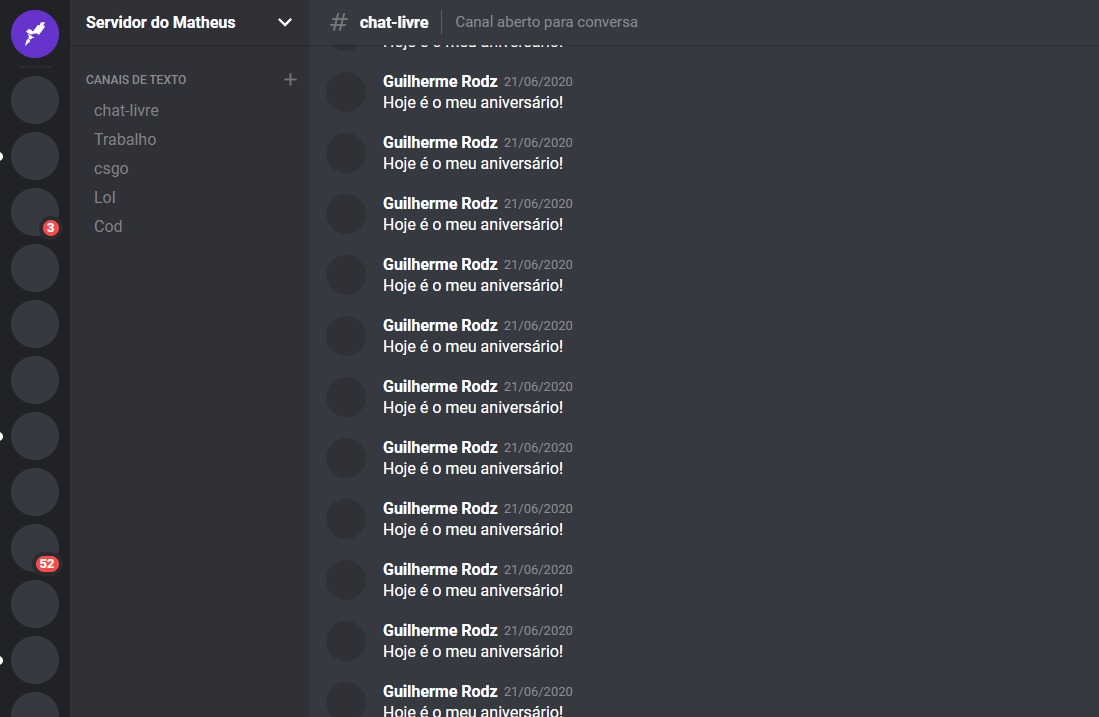 Servidor do Matheus
# chat-livre Canal aberto para conversa
CANAIS DE TEXTO +
chat-livre
Trabalho
csgo
Lol
Cod
3
52
Hoje é o meu aniversário!
Guilherme Rodz 21/06/2020
Hoje é o meu aniversário!
Guilherme Rodz 21/06/2020
Hoje é o meu aniversário!
Guilherme Rodz 21/06/2020
Hoje é o meu aniversário!
Guilherme Rodz 21/06/2020
Hoje é o meu aniversário!
Guilherme Rodz 21/06/2020
Hoje é o meu aniversário!
Guilherme Rodz 21/06/2020
Hoje é o meu aniversário!
Guilherme Rodz 21/06/2020
Hoje é o meu aniversário!
Guilherme Rodz 21/06/2020
Hoje é o meu aniversário!
Guilherme Rodz 21/06/2020
Hoje é o meu aniversário!
Guilherme Rodz 21/06/2020
Hoje é o meu aniversário!
Guilherme Rodz 21/06/2020
Hoje é o meu aniversário!